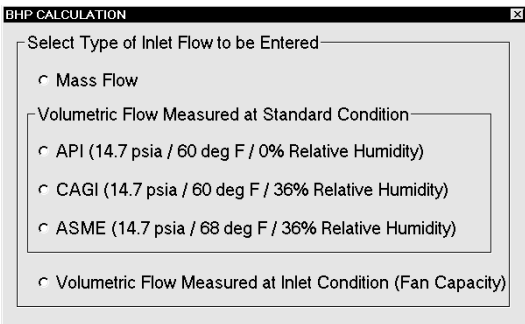 BHP CALCULATION
Select Type of Inlet Flow to be Entered
Mass Flow
Volumetric Flow Measured at Standard Condition
API (14.7 psia / 60 deg F / 0% Relative Humidity)
CAGI (14.7 psia / 60 deg F / 36% Relative Humidity)
ASME (14.7 psia / 68 deg F / 36% Relative Humidity)
Volumetric Flow Measured at Inlet Condition (Fan Capacity)